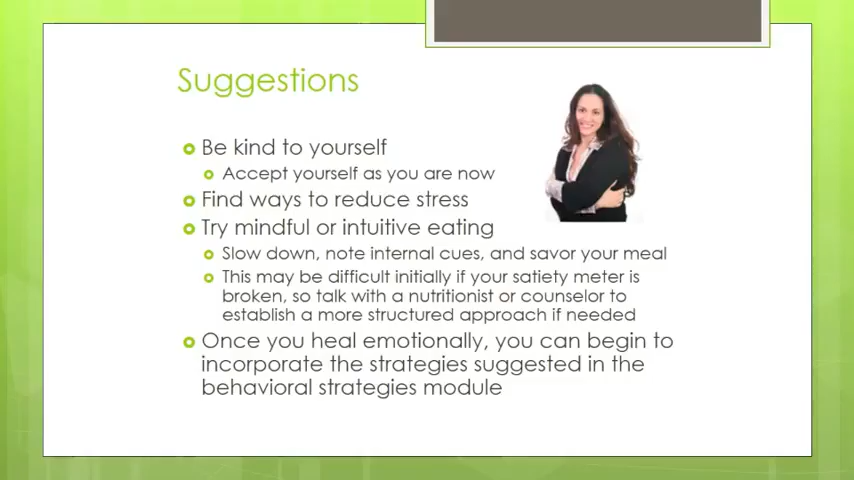 Suggestions
Be kind to yourself
Accept yourself as you are now
Find ways to reduce stress
Try mindful or intuitive eating
Slow down, note internal cues, and savor your meal
This may be difficult initially if your satiety meter is
broken, so talk with a nutritionist or counselor to
establish a more structured approach if needed
Once you heal emotionally, you can begin to
incorporate the strategies suggested in the
behavioral strategies module